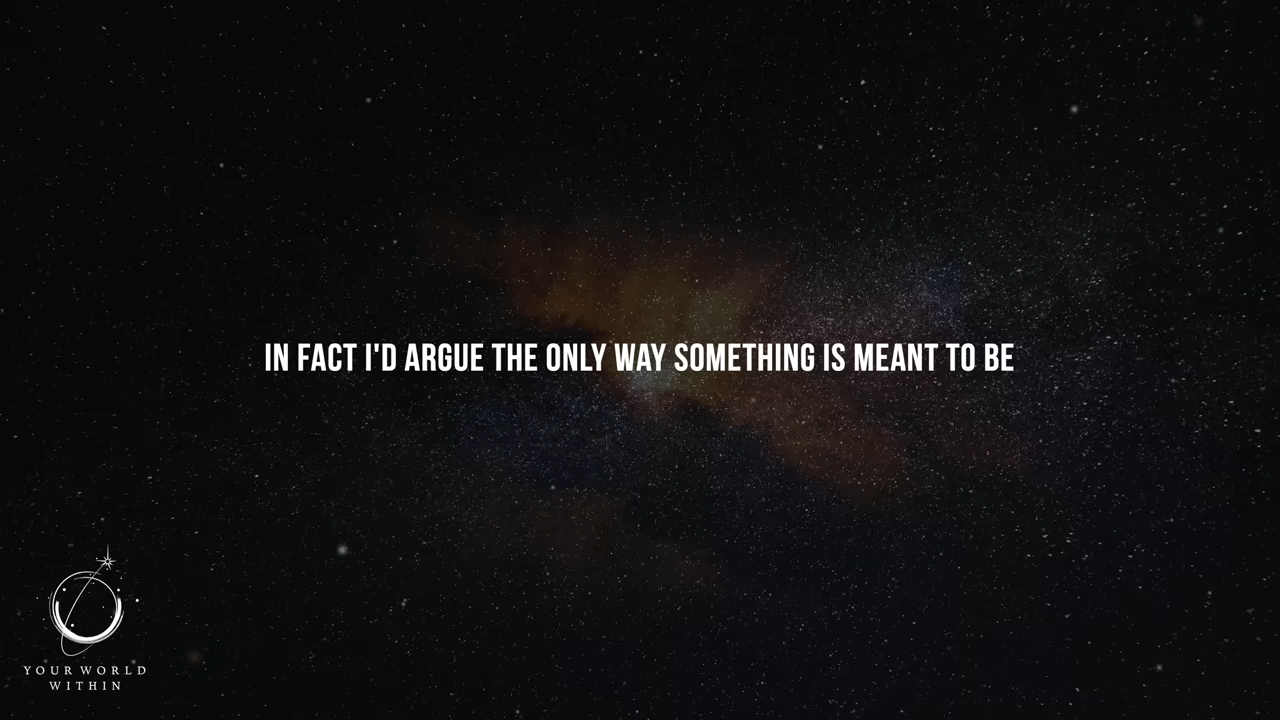 IN FACT I'D ARGUE THE ONLY WAY SOMETHING IS MEANT TO BE
YOUR WORLD
WITHIN